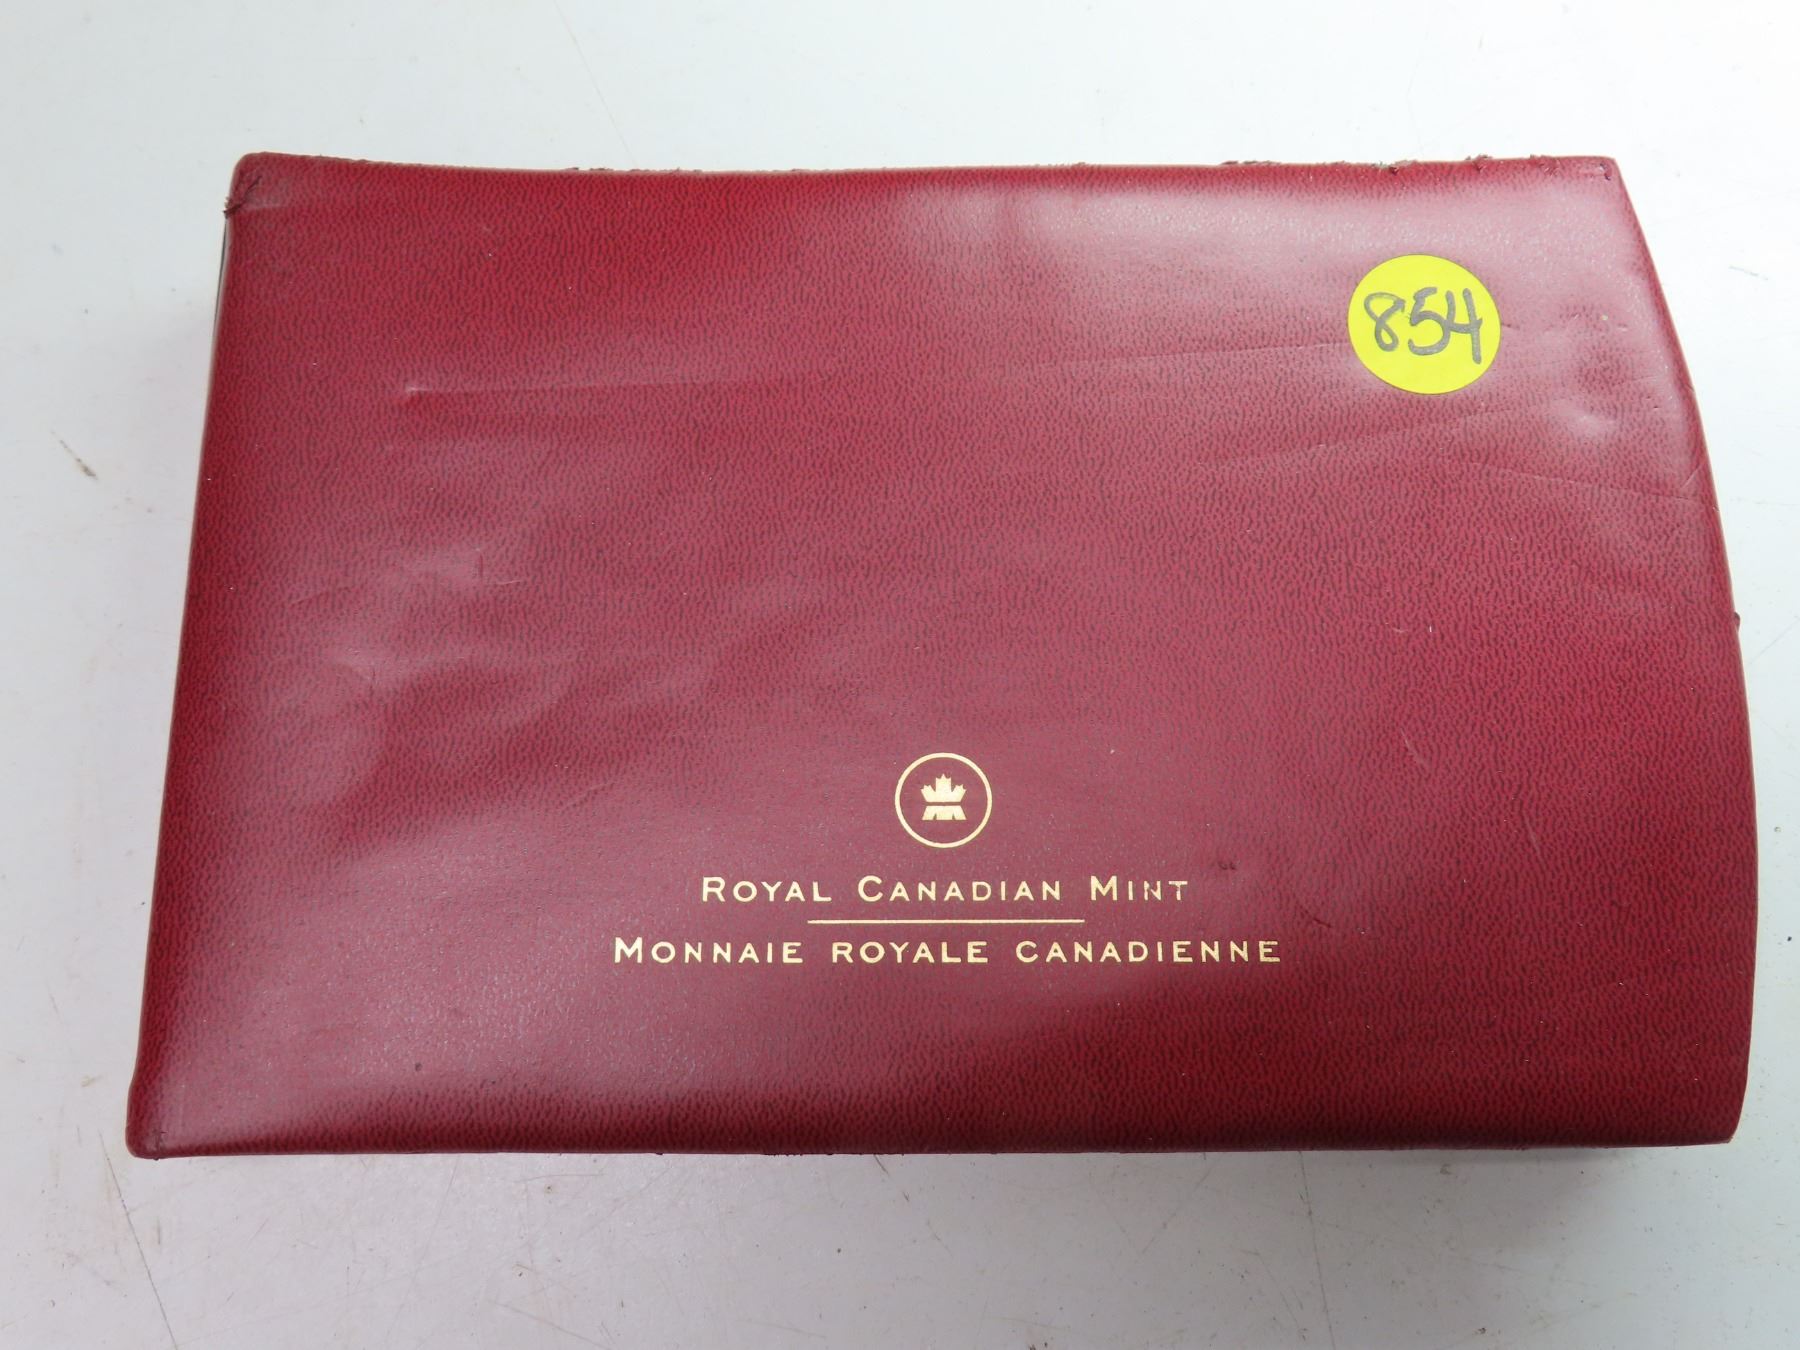 854
ROYAL CANADIAN MINT
MONNAIE ROYALE CANADIENNE